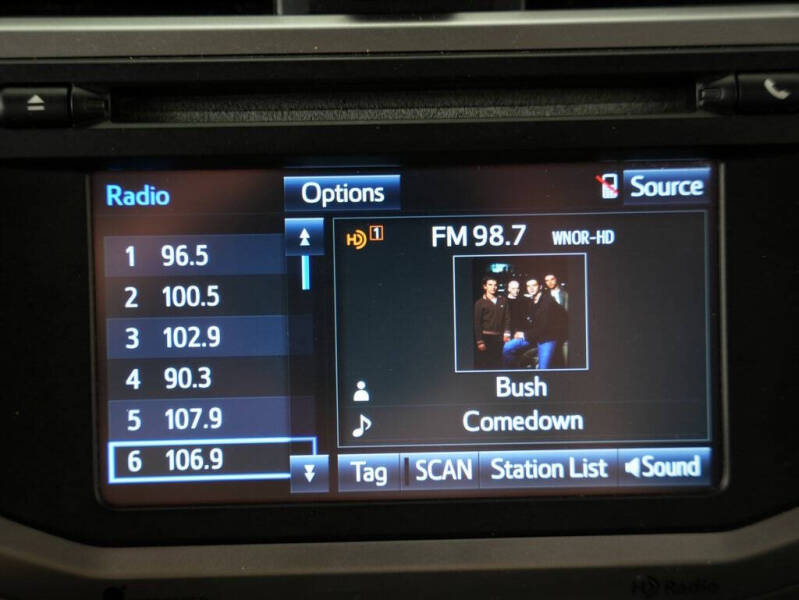 Radio
Options
Source
1 96.5
2 100.5
3 102.9
4 90.3
5 107.9
6 106.9
HD 1
FM 98.7 WNOR-HD
Bush
Comedown
Tag
SCAN
Station List
Sound
HD Radio